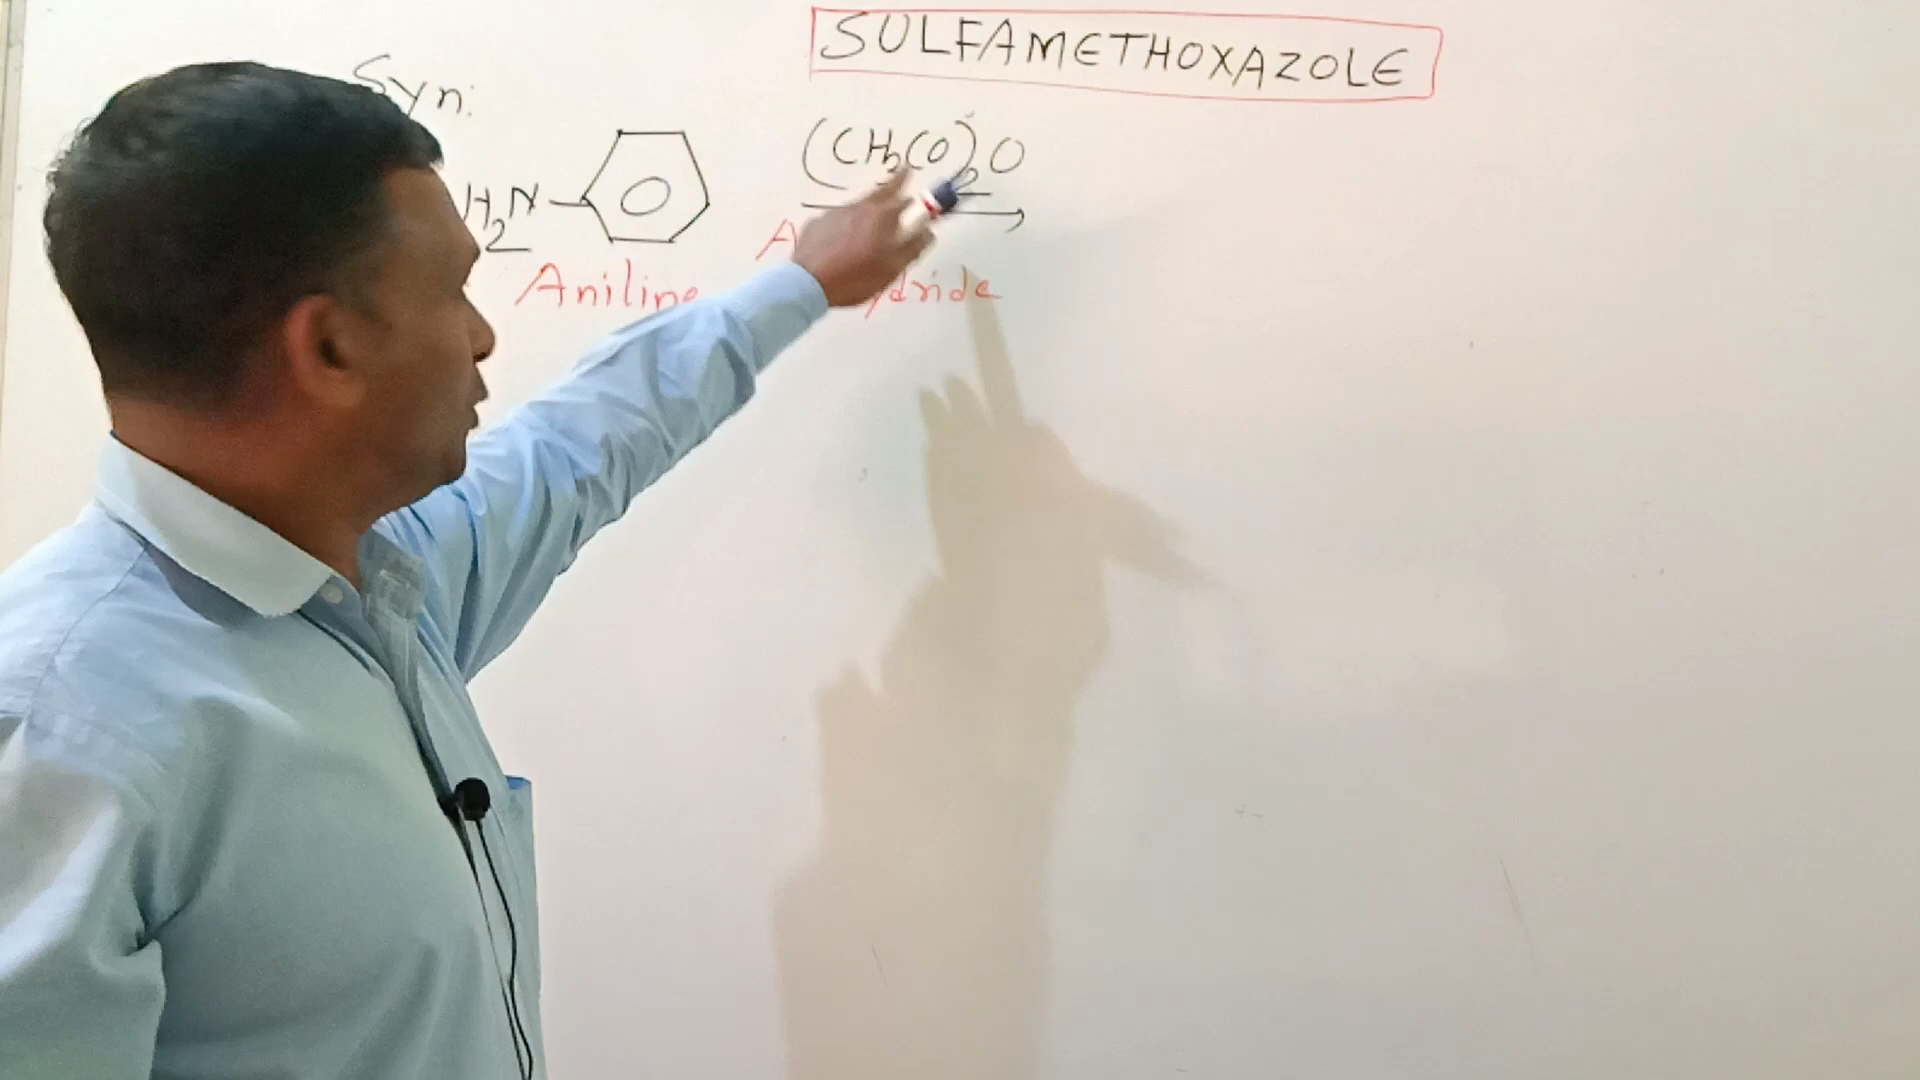 SULFAMETHOXAZOLE
Syn:
H2N
(CH3CO)2O
Aniline